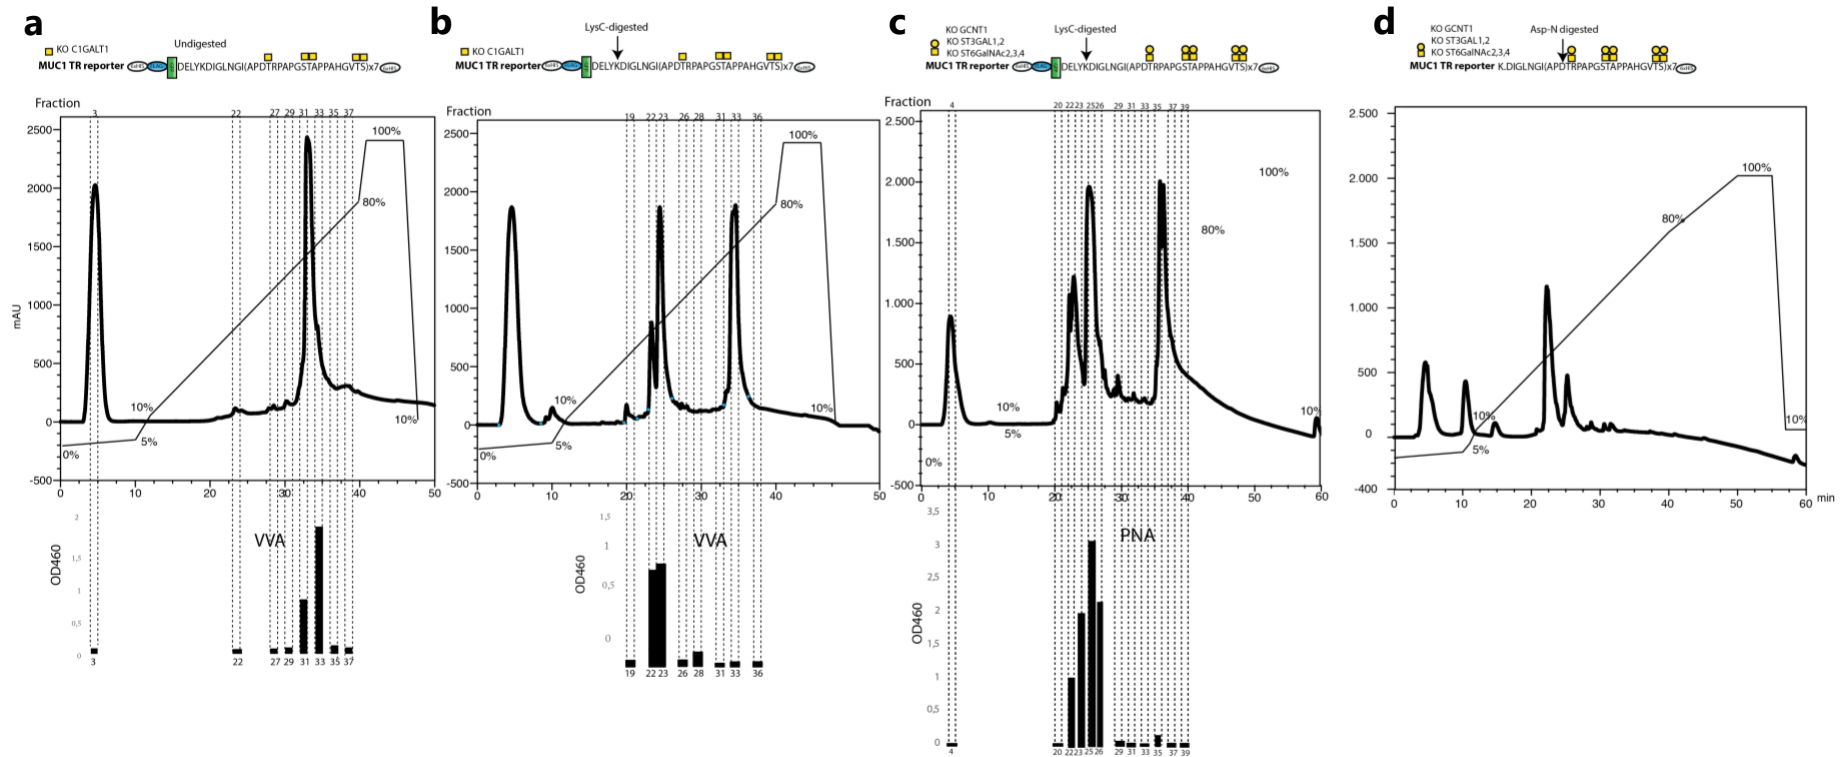 a
Undigested
KO C1GALT1
MUC1 TR reporter 6xHIS FLAG DELYKDIGLNGI(APDTRPAPGSTAPPAHGVTS)x7 6xHIS
Fraction
3 22 27 29 31 33 35 37
2500
2000
1500
1000
500
0
-500
mAU
0%
5%
10%
80%
100%
10%
0 10 20 30 40 50
VVA
OD460
2
1,5
1
0,5
0
3 22 27 29 31 33 35 37
b
LysC-digested
KO C1GALT1
MUC1 TR reporter 6xHIS FLAG DELYKDIGLNGI(APDTRPAPGSTAPPAHGVTS)x7 6xHIS
Fraction
19 22 23 26 28 31 33 36
2500
2000
1500
1000
500
0
-500
0%
5%
10%
80%
100%
10%
0 10 20 30 40 50
VVA
OD460
1,5
1
0,5
0
19 22 23 26 28 31 33 36
c
KO GCNT1
KO ST3GAL1,2
KO ST6GalNAc2,3,4
LysC-digested
MUC1 TR reporter 6xHIS FLAG DELYKDIGLNGI(APDTRPAPGSTAPPAHGVTS)x7 6xHIS
Fraction
4 20 22 23 25 26 29 31 33 35 37 39
2.500
2.000
1.500
1.000
500
0
-500
0%
5%
10%
80%
100%
10%
0 10 20 30 40 50 60
PNA
OD460
3,5
3
2,5
2
1,5
1
0,5
0
4 20 22 23 25 26 29 31 33 35 37 39
d
KO GCNT1
KO ST3GAL1,2
KO ST6GalNAc2,3,4
Asp-N digested
MUC1 TR reporter K.DIGLNGI(APDTRPAPGSTAPPAHGVTS)x7 6xHIS
2.500
2.000
1.500
1.000
500
0
-400
5%
10%
80%
100%
10%
0 10 20 30 40 50 60 min